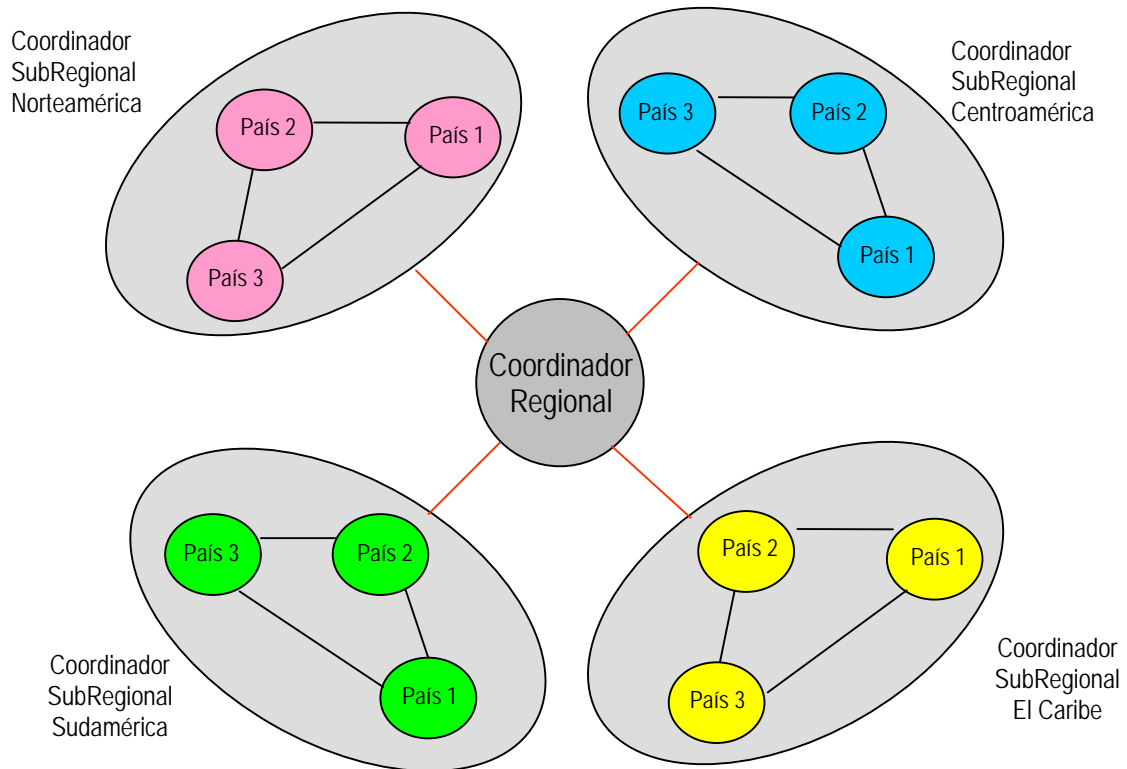 Coordinador
SubRegional
Norteamérica
País 2
País 1
País 3
Coordinador
SubRegional
Centroamérica
País 3
País 2
País 1
Coordinador
Regional
País 3
País 2
País 1
Coordinador
SubRegional
Sudamérica
País 2
País 1
País 3
Coordinador
SubRegional
El Caribe